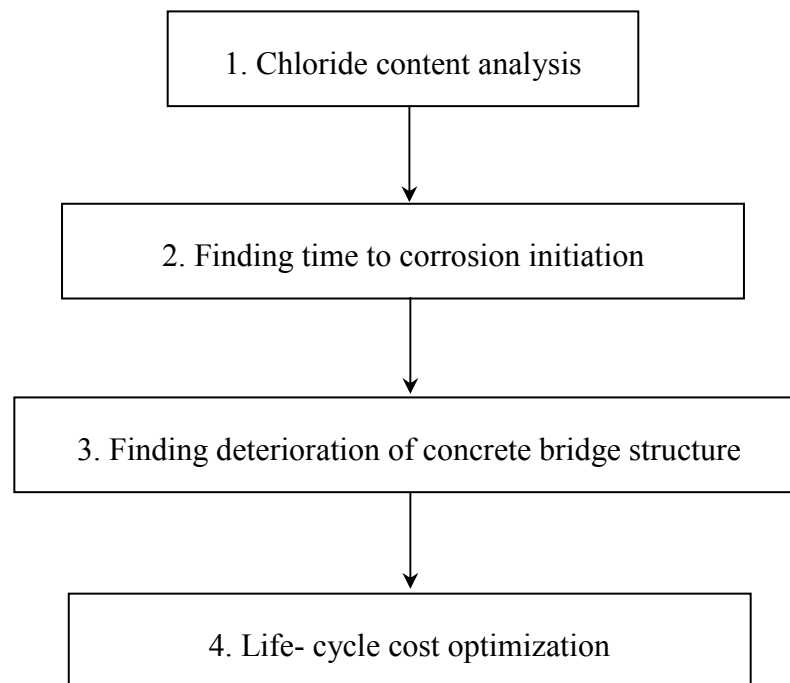 1. Chloride content analysis
2. Finding time to corrosion initiation
3. Finding deterioration of concrete bridge structure
4. Life- cycle cost optimization